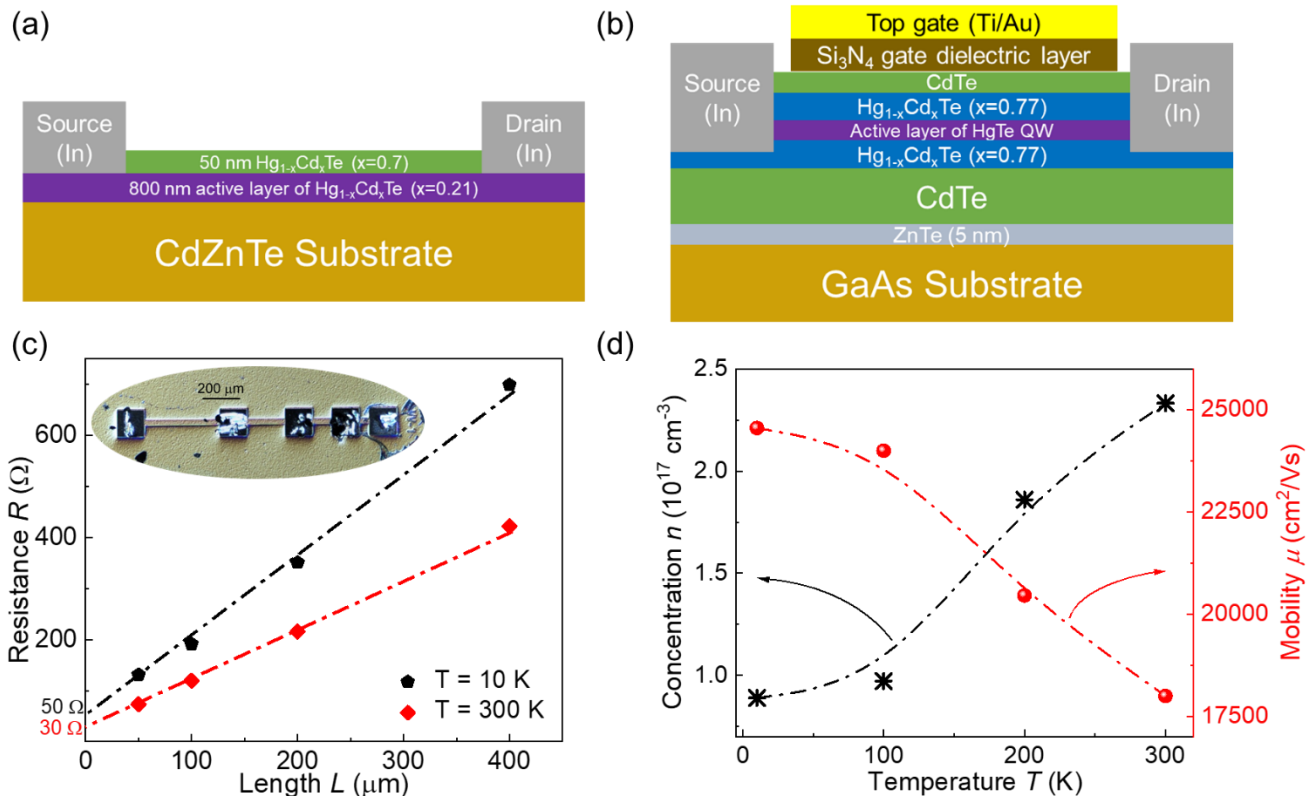 (a)
Source
(In)
Drain
(In)
50 nm Hg₁₋ₓCdₓTe (x=0.7)
800 nm active layer of Hg₁₋ₓCdₓTe (x=0.21)
CdZnTe Substrate
(b)
Top gate (Ti/Au)
Si₃N₄ gate dielectric layer
Source
(In)
Drain
(In)
CdTe
Hg₁₋ₓCdₓTe (x=0.77)
Active layer of HgTe QW
Hg₁₋ₓCdₓTe (x=0.77)
CdTe
ZnTe (5 nm)
GaAs Substrate
(c)
Resistance R (Ω)
600
400
200
50 Ω
30 Ω
200 μm
T = 10 K
T = 300 K
0 100 200 300 400
Length L (μm)
(d)
Concentration n (10¹⁷ cm⁻³)
2.5
2.0
1.5
1.0
25000
22500
20000
17500
Mobility μ (cm²/Vs)
0 100 200 300
Temperature T (K)